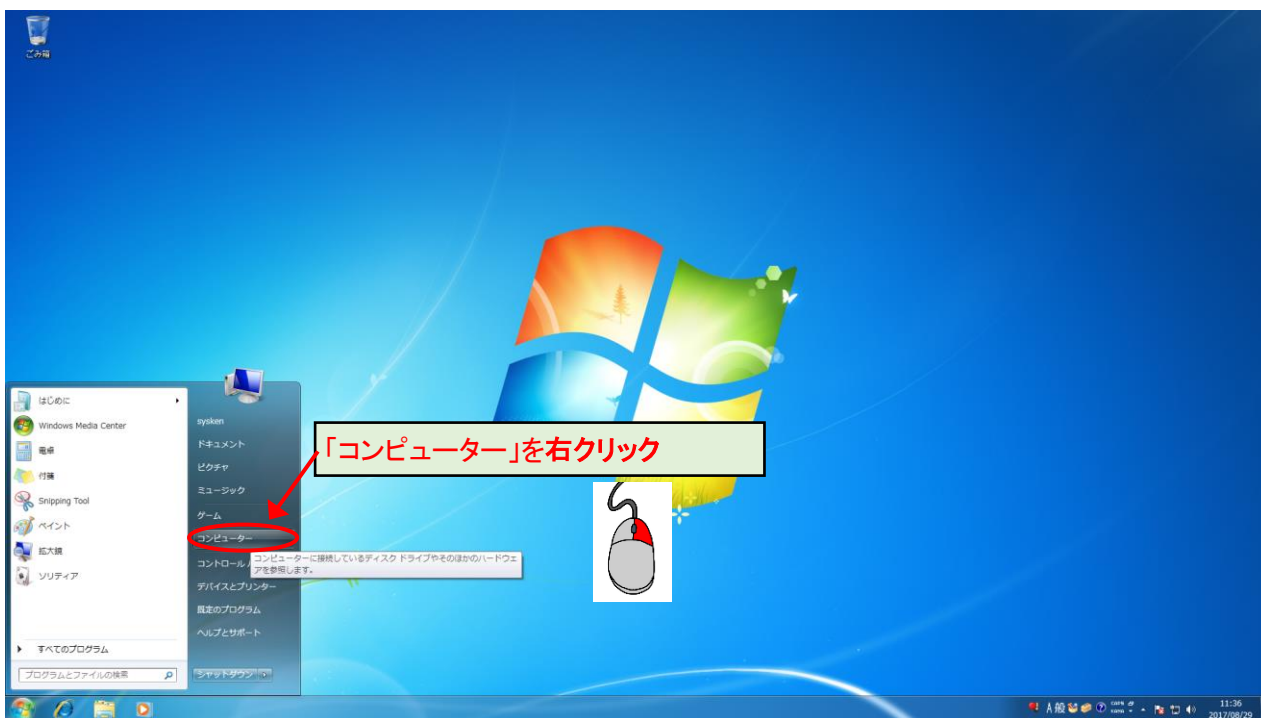 ごみ箱
はじめに
Windows Media Center
電卓
付箋
Snipping Tool
ペイント
拡大鏡
ソリティア
すべてのプログラム
プログラムとファイルの検索
sysken
ドキュメント
ピクチャ
ミュージック
ゲーム
コンピューター
コントロール
デバイスとプリンター
既定のプログラム
ヘルプとサポート
シャットダウン
「コンピューター」を右クリック
コンピューターに接続しているディスク ドライブやそのほかのハードウェ
アを参照します。
A 般
CAPS
KANA
11:36
2017/08/29